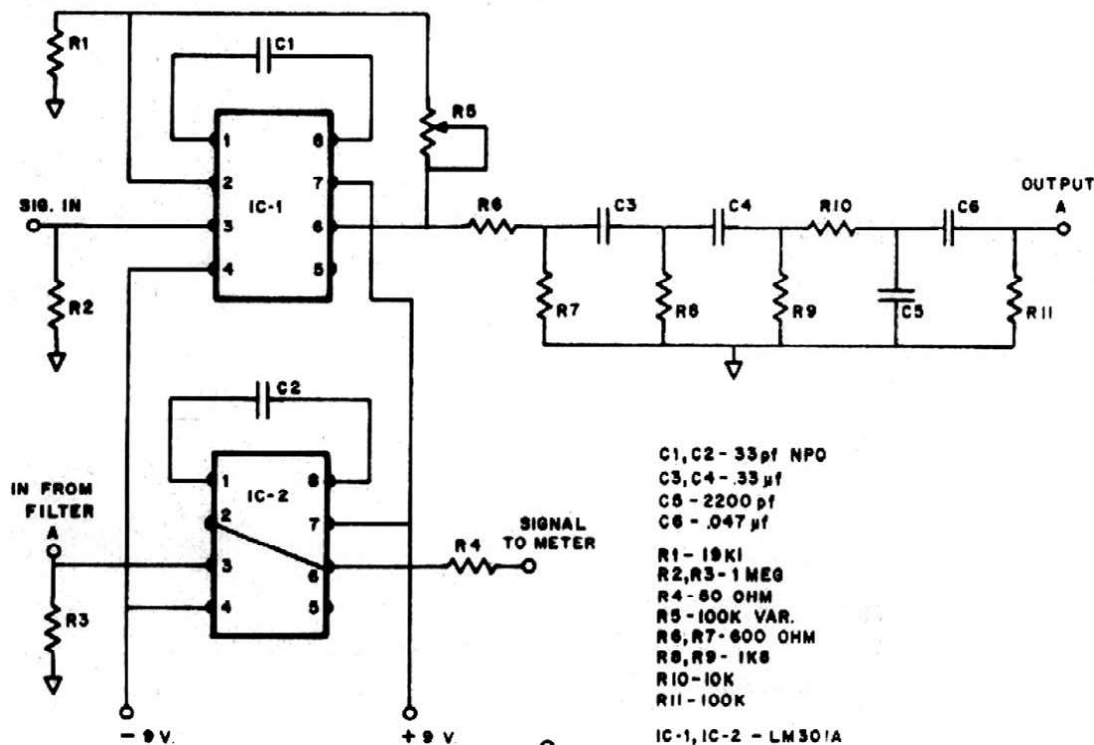 R1
C1
R5
1
8
2
7
IC-1
SIG. IN
3
6
4
5
R2
R6
C3
C4
R10
C6
OUTPUT
A
R7
R8
R9
C5
R11
C2
IN FROM
FILTER
A
1
8
IC-2
2
7
3
6
4
5
R3
R4
SIGNAL
TO METER
- 9 V.
+ 9 V.
C1, C2 - 33pf NPO
C3, C4 - .33 µf
C5 - 2200 pf
C6 - .047 µf
R1 - 19K1
R2, R3 - 1 MEG
R4 - 50 OHM
R5 - 100K VAR.
R6, R7 - 600 OHM
R8, R9 - 1K8
R10 - 10K
R11 - 100K
IC-1, IC-2 - LM301A